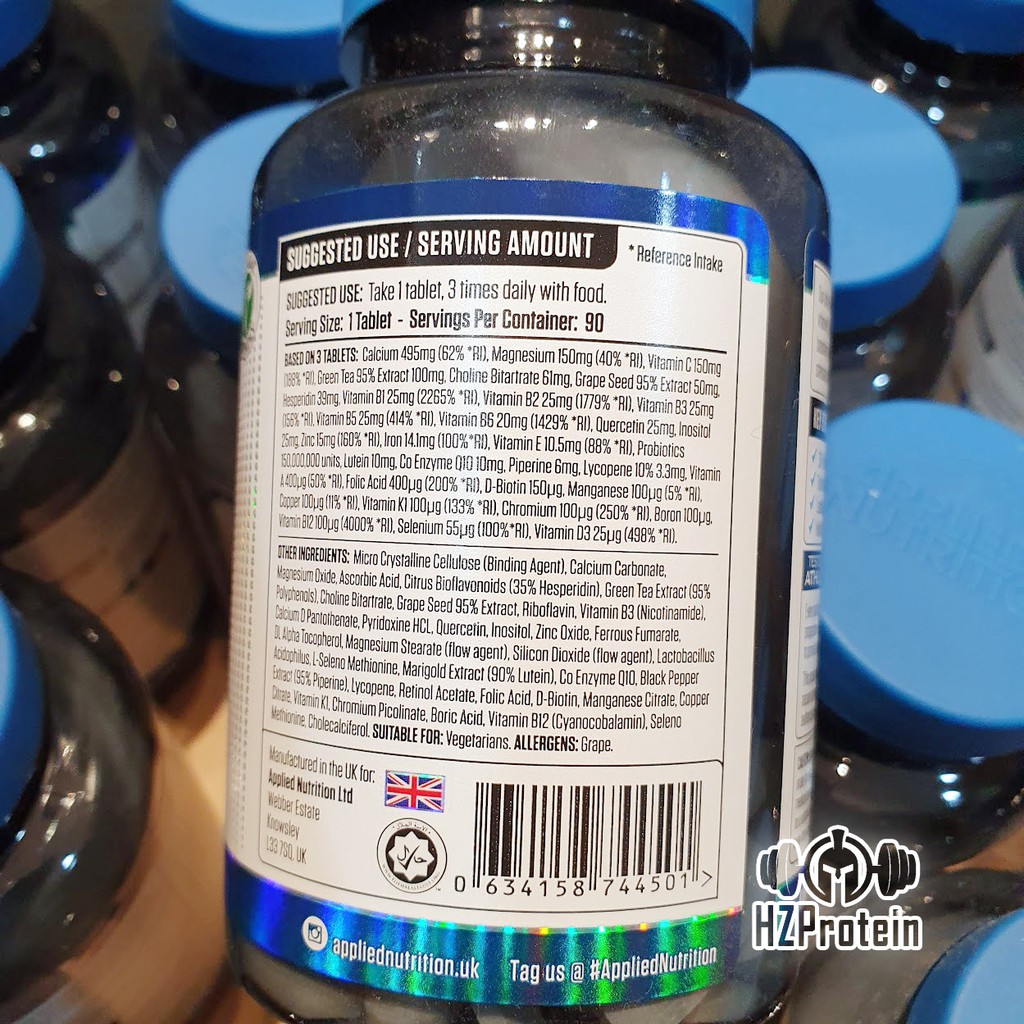 SUGGESTED USE / SERVING AMOUNT
* Reference Intake
SUGGESTED USE: Take 1 tablet, 3 times daily with food.
Serving Size: 1 Tablet - Servings Per Container: 90
BASED ON 3 TABLETS: Calcium 495mg (62% *RI), Magnesium 150mg (40% *RI), Vitamin C 150mg
(188% *RI), Green Tea 95% Extract 100mg, Choline Bitartrate 61mg, Grape Seed 95% Extract 50mg,
Hesperidin 39mg, Vitamin B1 25mg (2265% *RI), Vitamin B2 25mg (1779% *RI), Vitamin B3 25mg
(156% *RI), Vitamin B5 25mg (414% *RI), Vitamin B6 20mg (1429% *RI), Quercetin 25mg, Inositol
25mg, Zinc 15mg (160% *RI), Iron 14.1mg (100%*RI), Vitamin E 10.5mg (88% *RI), Probiotics
150,000,000 units, Lutein 10mg, Co Enzyme Q10 10mg, Piperine 6mg, Lycopene 10% 3.3mg, Vitamin
A 400µg (50% *RI), Folic Acid 400µg (200% *RI), D-Biotin 150µg, Manganese 100µg (5% *RI),
Copper 100µg (11% *RI), Vitamin K1 100µg (133% *RI), Chromium 100µg (250% *RI), Boron 100µg,
Vitamin B12 100µg (4000% *RI), Selenium 55µg (100%*RI), Vitamin D3 25µg (498% *RI).
OTHER INGREDIENTS: Micro Crystalline Cellulose (Binding Agent), Calcium Carbonate,
Magnesium Oxide, Ascorbic Acid, Citrus Bioflavonoids (35% Hesperidin), Green Tea Extract (95%
Polyphenols), Choline Bitartrate, Grape Seed 95% Extract, Riboflavin, Vitamin B3 (Nicotinamide),
Calcium D Pantothenate, Pyridoxine HCL, Quercetin, Inositol, Zinc Oxide, Ferrous Fumarate,
DL Alpha Tocopherol, Magnesium Stearate (flow agent), Silicon Dioxide (flow agent), Lactobacillus
Acidophilus, L-Seleno Methionine, Marigold Extract (90% Lutein), Co Enzyme Q10, Black Pepper
Extract (95% Piperine), Lycopene, Retinol Acetate, Folic Acid, D-Biotin, Manganese Citrate, Copper
Citrate, Vitamin K1, Chromium Picolinate, Boric Acid, Vitamin B12 (Cyanocobalamin), Seleno
Methionine, Cholecalciferol. SUITABLE FOR: Vegetarians. ALLERGENS: Grape.
Manufactured in the UK for:
Applied Nutrition Ltd
Webber Estate
Knowsley
L33 7SQ, UK
0 634158 744501 >
appliednutrition.uk
Tag us @ #AppliedNutrition
HZProtein